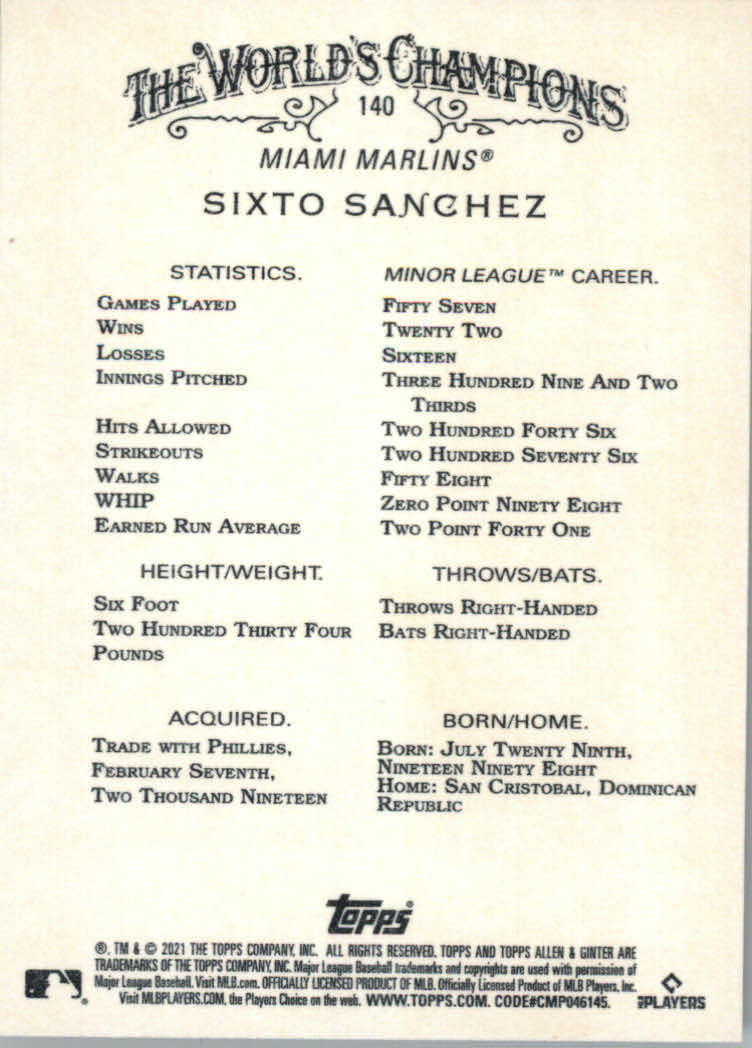 THE WORLD'S CHAMPIONS
140
MIAMI MARLINS®
SIXTO SANCHEZ
STATISTICS. MINOR LEAGUE™ CAREER.
GAMES PLAYED FIFTY SEVEN
WINS TWENTY TWO
LOSSES SIXTEEN
INNINGS PITCHED THREE HUNDRED NINE AND TWO
THIRDS
HITS ALLOWED TWO HUNDRED FORTY SIX
STRIKEOUTS TWO HUNDRED SEVENTY SIX
WALKS FIFTY EIGHT
WHIP ZERO POINT NINETY EIGHT
EARNED RUN AVERAGE TWO POINT FORTY ONE
HEIGHT/WEIGHT. THROWS/BATS.
SIX FOOT THROWS RIGHT-HANDED
TWO HUNDRED THIRTY FOUR BATS RIGHT-HANDED
POUNDS
ACQUIRED. BORN/HOME.
TRADE WITH PHILLIES, BORN: JULY TWENTY NINTH,
FEBRUARY SEVENTH, NINETEEN NINETY EIGHT
TWO THOUSAND NINETEEN HOME: SAN CRISTOBAL, DOMINICAN
REPUBLIC
TOPPS®
®, TM & © 2021 THE TOPPS COMPANY, INC. ALL RIGHTS RESERVED. TOPPS AND TOPPS ALLEN & GINTER ARE
TRADEMARKS OF THE TOPPS COMPANY, INC. Major League Baseball trademarks and copyrights are used with permission of
Major League Baseball. Visit MLB.com. OFFICIALLY LICENSED PRODUCT OF MLB. Officially Licensed Product of MLB Players, Inc.
Visit MLBPLAYERS.COM, the Players Choice on the web. WWW.TOPPS.COM. CODE#CMP046145.
PLAYERS